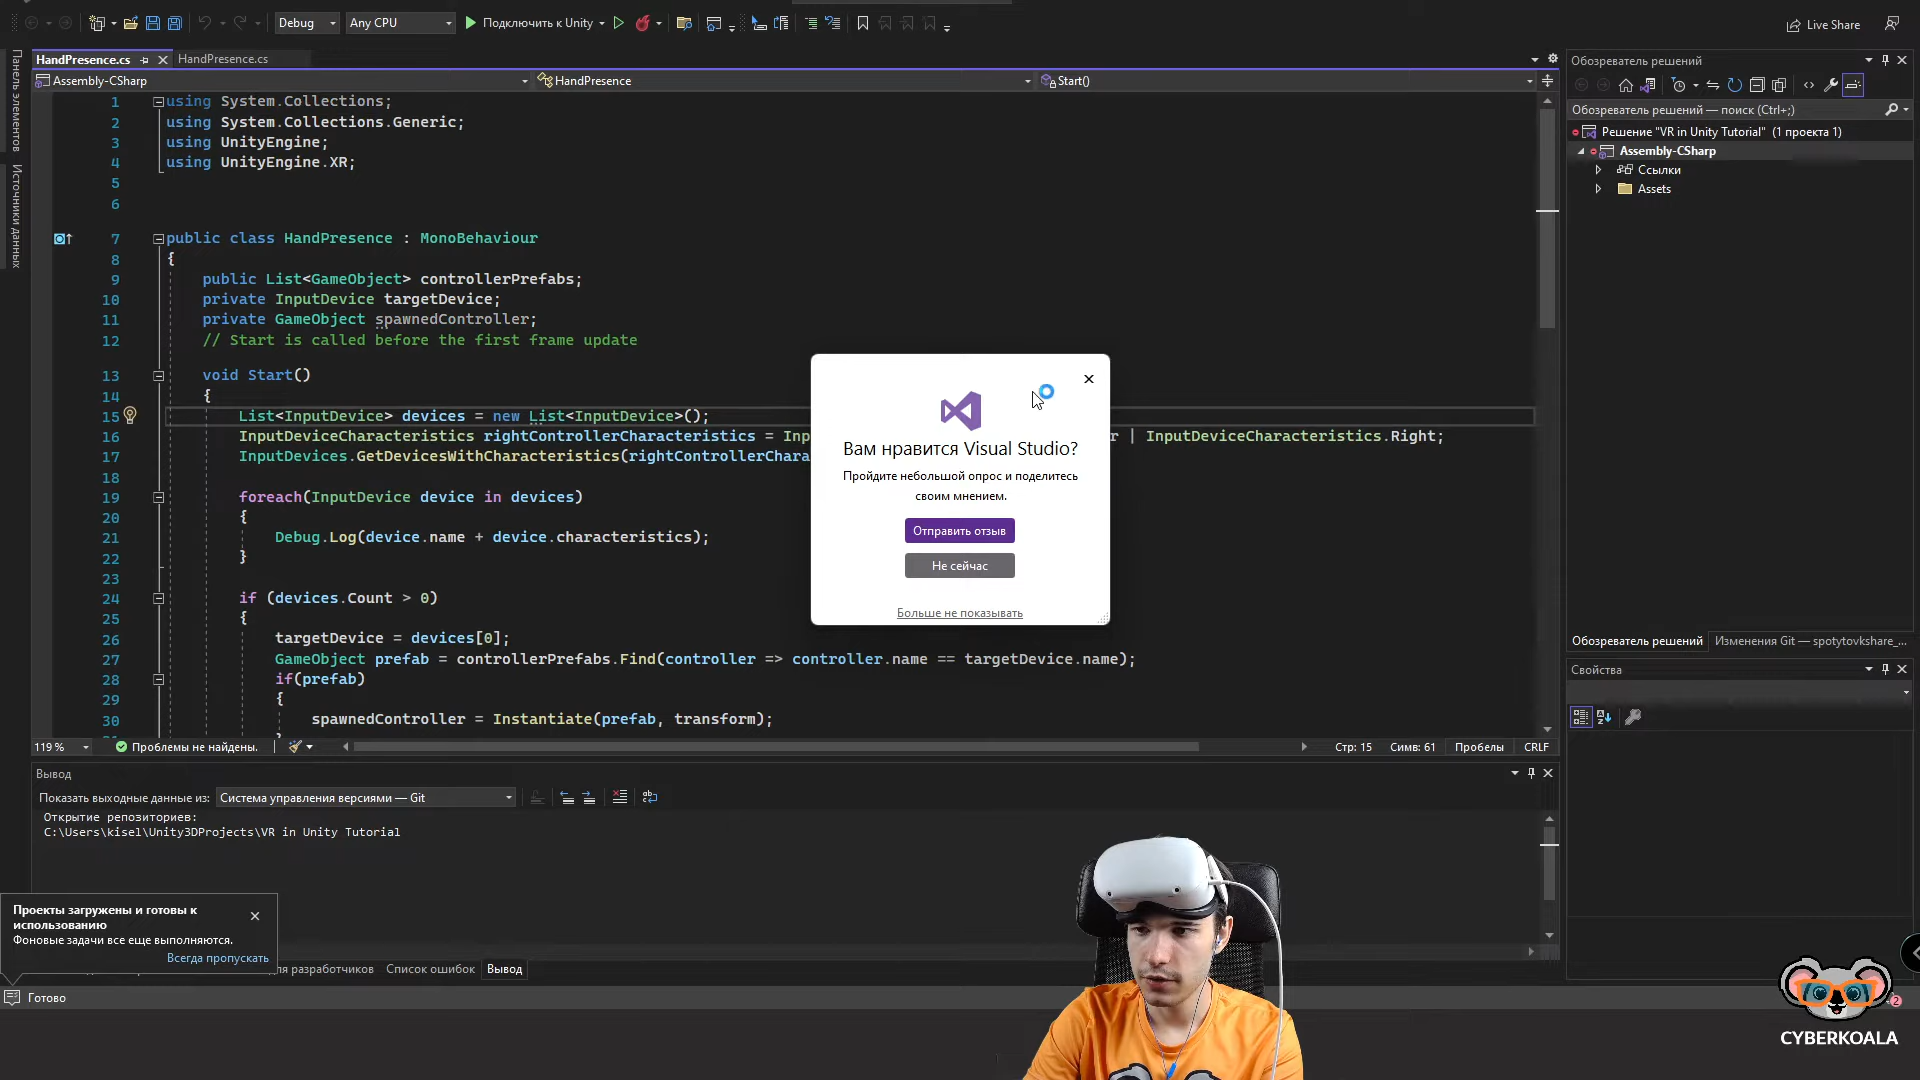 Debug
Any CPU
Подключить к Unity
Live Share
HandPresence.cs
HandPresence.cs
Assembly-CSharp
HandPresence
Start()
Панель элементов
Источники данных
1 using System.Collections;
2 using System.Collections.Generic;
3 using UnityEngine;
4 using UnityEngine.XR;
5
6
7 public class HandPresence : MonoBehaviour
8 {
9 public List<GameObject> controllerPrefabs;
10 private InputDevice targetDevice;
11 private GameObject spawnedController;
12 // Start is called before the first frame update
13 void Start()
14 {
15 List<InputDevice> devices = new List<InputDevice>();
16 InputDeviceCharacteristics rightControllerCharacteristics = Inp
r | InputDeviceCharacteristics.Right;
17 InputDevices.GetDevicesWithCharacteristics(rightControllerChara
18
19 foreach(InputDevice device in devices)
20 {
21 Debug.Log(device.name + device.characteristics);
22 }
23
24 if (devices.Count > 0)
25 {
26 targetDevice = devices[0];
27 GameObject prefab = controllerPrefabs.Find(controller => controller.name == targetDevice.name);
28 if(prefab)
29 {
30 spawnedController = Instantiate(prefab, transform);
Вам нравится Visual Studio?
Пройдите небольшой опрос и поделитесь
своим мнением.
Отправить отзыв
Не сейчас
Больше не показывать
119 %
Проблемы не найдены.
Стр: 15
Симв: 61
Пробелы
CRLF
Вывод
Показать выходные данные из:
Система управления версиями — Git
Открытие репозиториев:
C:\Users\kisel\Unity3DProjects\VR in Unity Tutorial
Проекты загружены и готовы к
использованию
Фоновые задачи все еще выполняются.
Всегда пропускать
для разработчиков
Список ошибок
Вывод
Готово
Обозреватель решений
Обозреватель решений — поиск (Ctrl+;)
Решение "VR in Unity Tutorial" (1 проекта 1)
Assembly-CSharp
Ссылки
Assets
Обозреватель решений
Изменения Git — spotytovkshare_...
Свойства
2
CYBERKOALA